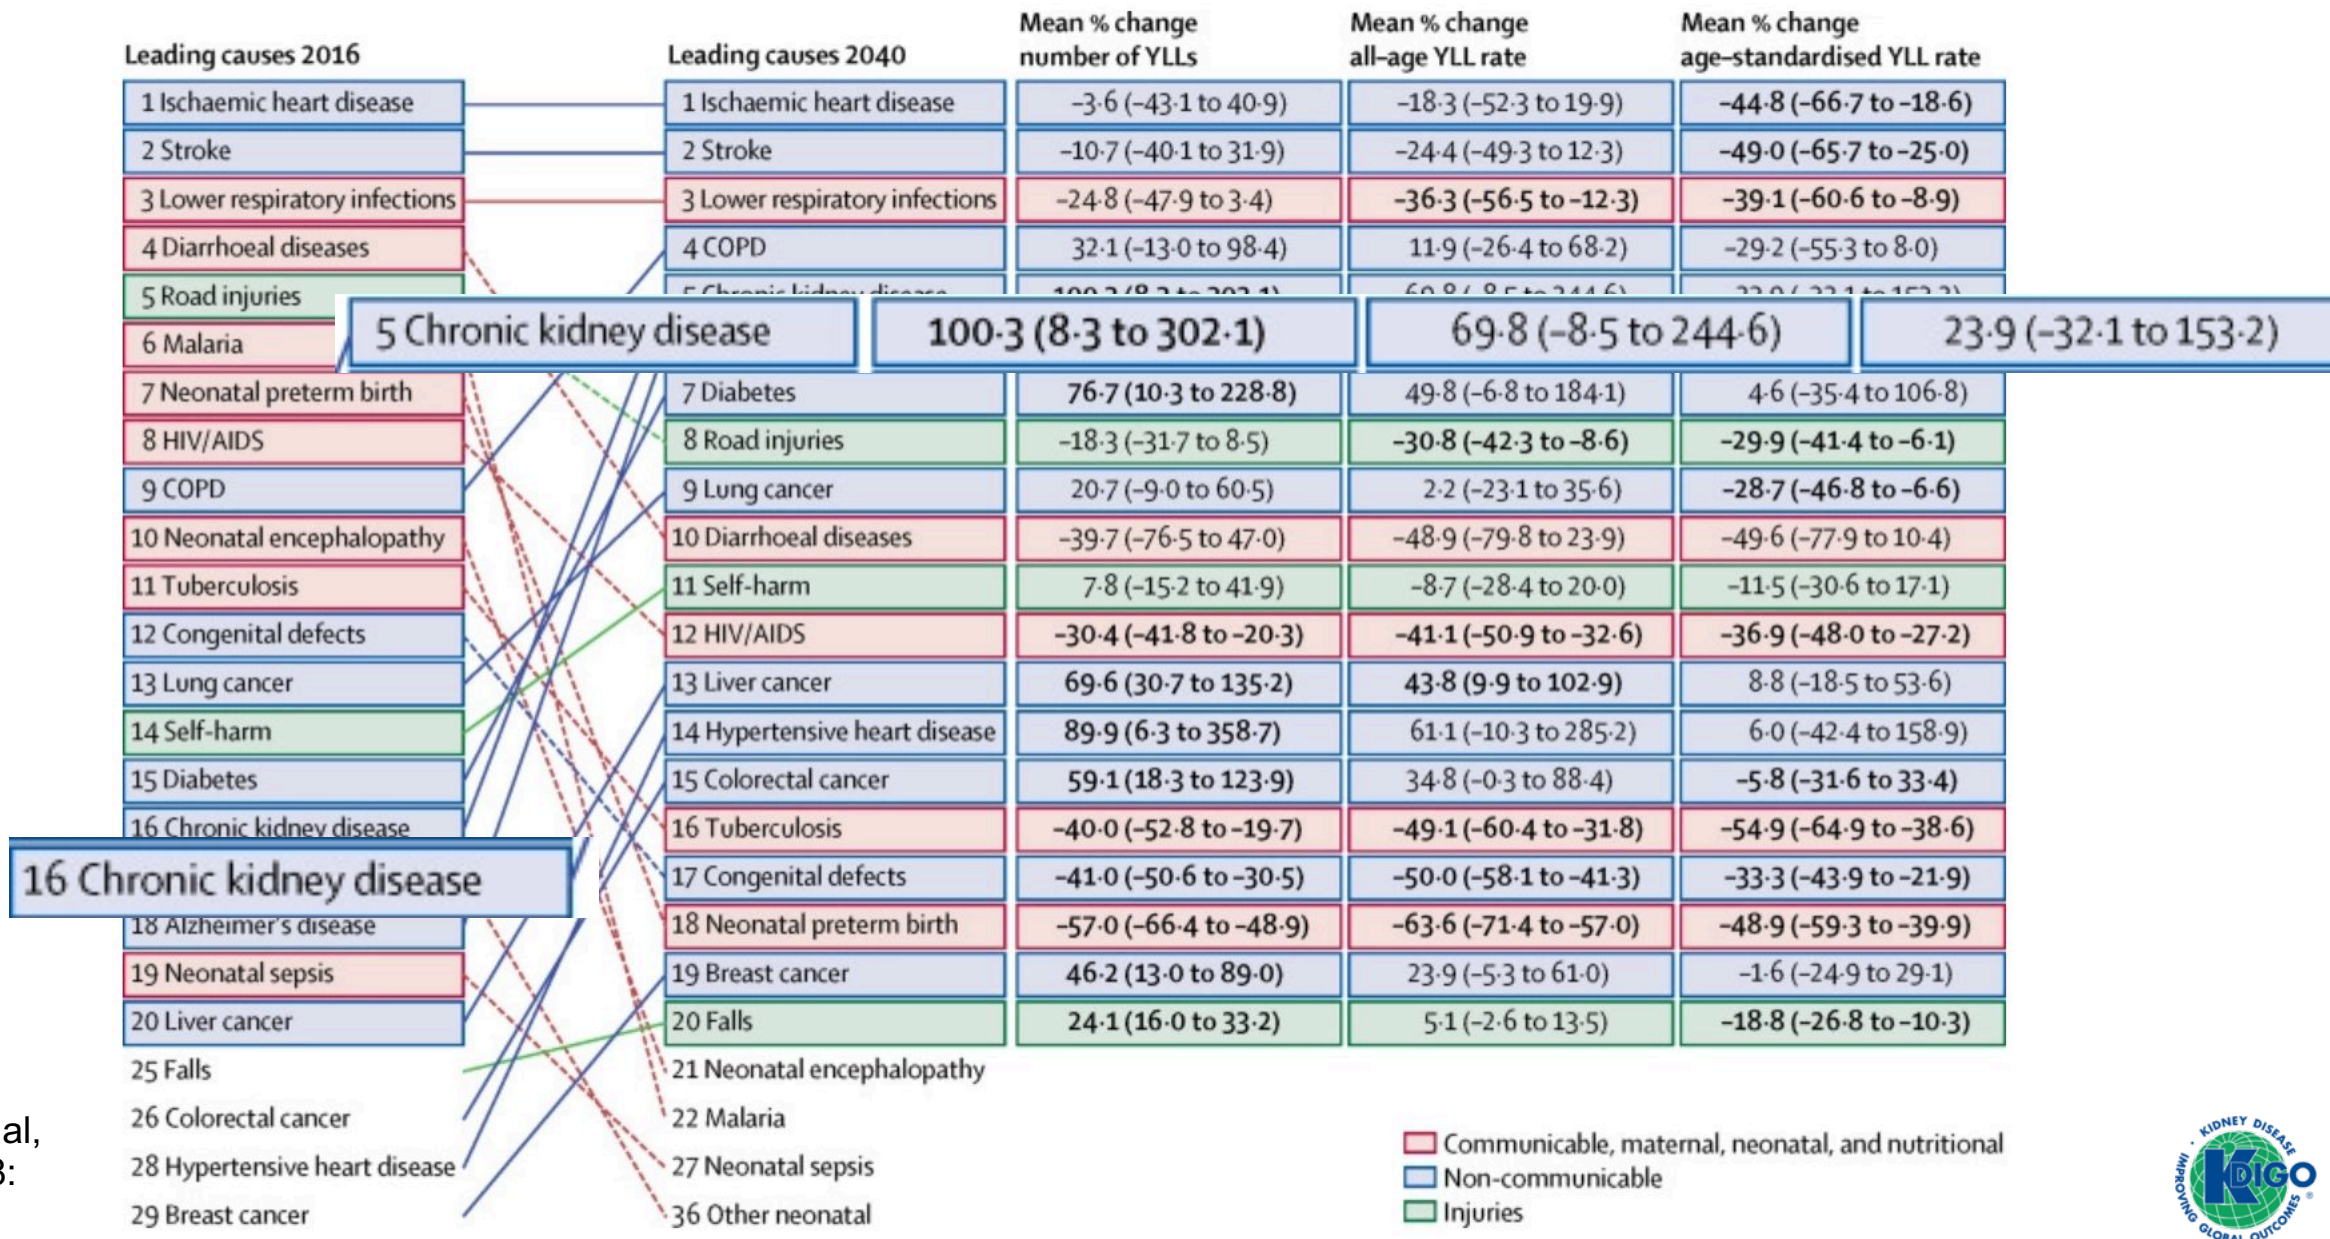 Leading causes 2016
Leading causes 2040
Mean % change
number of YLLs
Mean % change
all-age YLL rate
Mean % change
age-standardised YLL rate
1 Ischaemic heart disease
1 Ischaemic heart disease
-3·6 (-43·1 to 40·9)
-18·3 (-52·3 to 19·9)
-44·8 (-66·7 to -18·6)
2 Stroke
2 Stroke
-10·7 (-40·1 to 31·9)
-24·4 (-49·3 to 12·3)
-49·0 (-65·7 to -25·0)
3 Lower respiratory infections
3 Lower respiratory infections
-24·8 (-47·9 to 3·4)
-36·3 (-56·5 to -12·3)
-39·1 (-60·6 to -8·9)
4 Diarrhoeal diseases
4 COPD
32·1 (-13·0 to 98·4)
11·9 (-26·4 to 68·2)
-29·2 (-55·3 to 8·0)
5 Road injuries
5 Chronic kidney disease
100·3 (8·3 to 302·1)
69·8 (-8·5 to 244·6)
23·9 (-32·1 to 153·2)
6 Malaria
7 Neonatal preterm birth
7 Diabetes
76·7 (10·3 to 228·8)
49·8 (-6·8 to 184·1)
4·6 (-35·4 to 106·8)
8 HIV/AIDS
8 Road injuries
-18·3 (-31·7 to 8·5)
-30·8 (-42·3 to -8·6)
-29·9 (-41·4 to -6·1)
9 COPD
9 Lung cancer
20·7 (-9·0 to 60·5)
2·2 (-23·1 to 35·6)
-28·7 (-46·8 to -6·6)
10 Neonatal encephalopathy
10 Diarrhoeal diseases
-39·7 (-76·5 to 47·0)
-48·9 (-79·8 to 23·9)
-49·6 (-77·9 to 10·4)
11 Tuberculosis
11 Self-harm
7·8 (-15·2 to 41·9)
-8·7 (-28·4 to 20·0)
-11·5 (-30·6 to 17·1)
12 Congenital defects
12 HIV/AIDS
-30·4 (-41·8 to -20·3)
-41·1 (-50·9 to -32·6)
-36·9 (-48·0 to -27·2)
13 Lung cancer
13 Liver cancer
69·6 (30·7 to 135·2)
43·8 (9·9 to 102·9)
8·8 (-18·5 to 53·6)
14 Self-harm
14 Hypertensive heart disease
89·9 (6·3 to 358·7)
61·1 (-10·3 to 285·2)
6·0 (-42·4 to 158·9)
15 Diabetes
15 Colorectal cancer
59·1 (18·3 to 123·9)
34·8 (-0·3 to 88·4)
-5·8 (-31·6 to 33·4)
16 Chronic kidney disease
16 Tuberculosis
-40·0 (-52·8 to -19·7)
-49·1 (-60·4 to -31·8)
-54·9 (-64·9 to -38·6)
16 Chronic kidney disease
17 Congenital defects
-41·0 (-50·6 to -30·5)
-50·0 (-58·1 to -41·3)
-33·3 (-43·9 to -21·9)
18 Alzheimer's disease
18 Neonatal preterm birth
-57·0 (-66·4 to -48·9)
-63·6 (-71·4 to -57·0)
-48·9 (-59·3 to -39·9)
19 Neonatal sepsis
19 Breast cancer
46·2 (13·0 to 89·0)
23·9 (-5·3 to 61·0)
-1·6 (-24·9 to 29·1)
20 Liver cancer
20 Falls
24·1 (16·0 to 33·2)
5·1 (-2·6 to 13·5)
-18·8 (-26·8 to -10·3)
25 Falls
21 Neonatal encephalopathy
26 Colorectal cancer
22 Malaria
28 Hypertensive heart disease
27 Neonatal sepsis
29 Breast cancer
36 Other neonatal
al,
3:
Communicable, maternal, neonatal, and nutritional
Non-communicable
Injuries
KIDNEY DISEASE
KDIGO
IMPROVING GLOBAL OUTCOMES